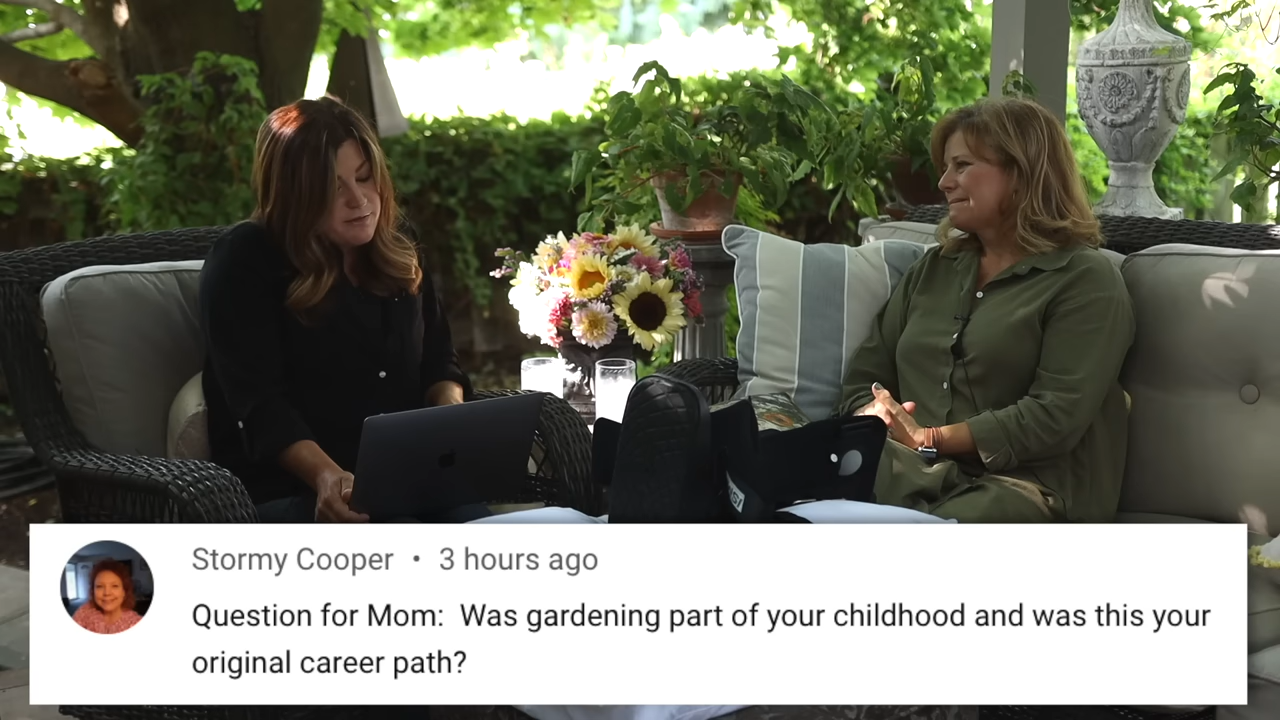 Stormy Cooper • 3 hours ago
Question for Mom: Was gardening part of your childhood and was this your
original career path?